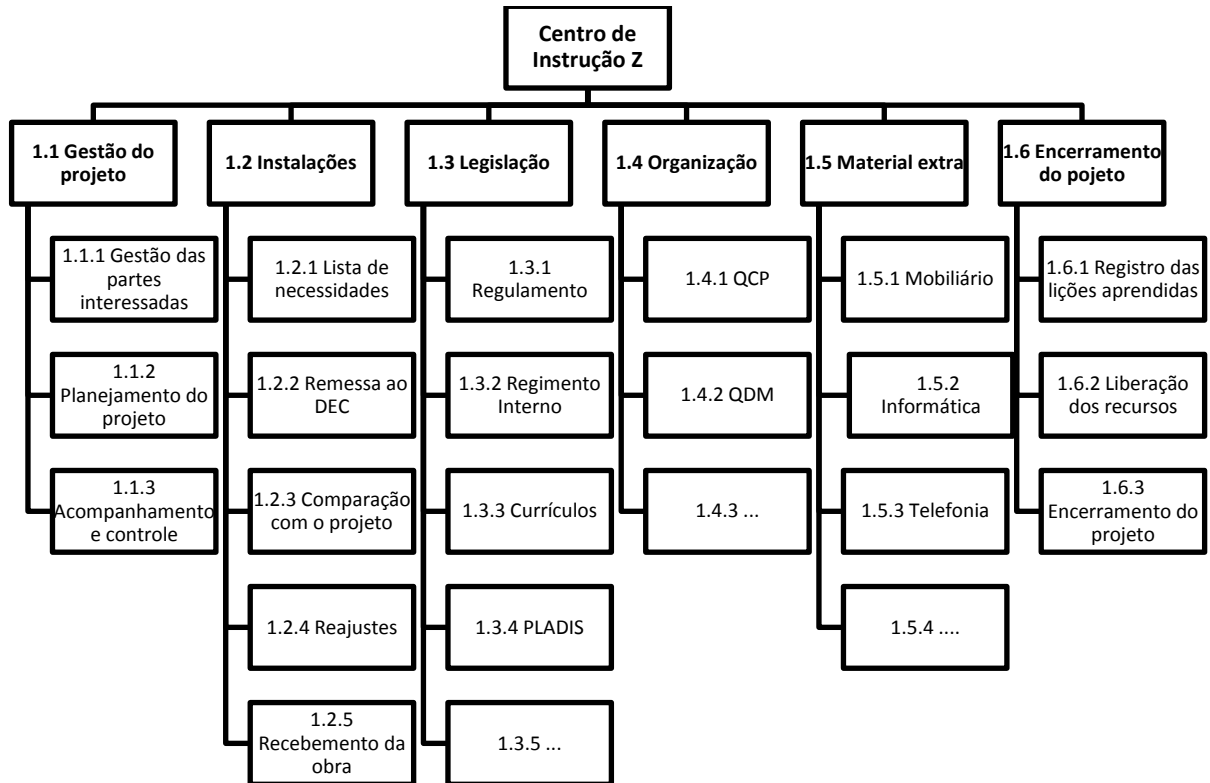 Centro de
Instrução Z
1.1 Gestão do
projeto
1.1.1 Gestão das
partes
interessadas
1.1.2
Planejamento do
projeto
1.1.3
Acompanhamento
e controle
1.2 Instalações
1.2.1 Lista de
necessidades
1.2.2 Remessa ao
DEC
1.2.3 Comparação
com o projeto
1.2.4 Reajustes
1.2.5
Recebemento da
obra
1.3 Legislação
1.3.1
Regulamento
1.3.2 Regimento
Interno
1.3.3 Currículos
1.3.4 PLADIS
1.3.5 ...
1.4 Organização
1.4.1 QCP
1.4.2 QDM
1.4.3 ...
1.5 Material extra
1.5.1 Mobiliário
1.5.2
Informática
1.5.3 Telefonia
1.5.4 ....
1.6 Encerramento
do pojeto
1.6.1 Registro das
lições aprendidas
1.6.2 Liberação
dos recursos
1.6.3
Encerramento do
projeto